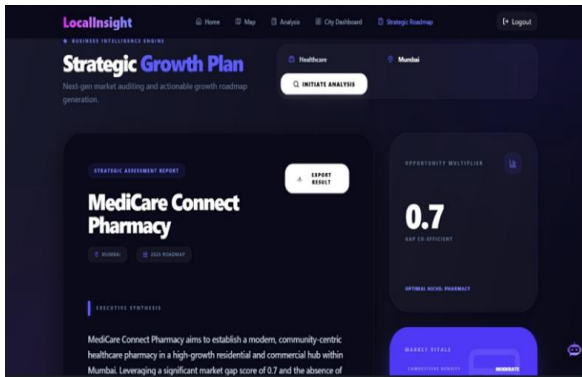 LocalInsight
Home
Map
Analysis
City Dashboard
Strategic Roadmap
Logout
BUSINESS INTELLIGENCE ENGINE
Strategic Growth Plan
Next-gen market auditing and actionable growth roadmap
generation.
Healthcare
Mumbai
INITIATE ANALYSIS
STRATEGIC ASSESSMENT REPORT
EXPORT
RESULT
MediCare Connect
Pharmacy
MUMBAI
2025 ROADMAP
EXECUTIVE SYNTHESIS
MediCare Connect Pharmacy aims to establish a modern, community-centric
healthcare pharmacy in a high-growth residential and commercial hub within
Mumbai. Leveraging a significant market gap score of 0.7 and the absence of
OPPORTUNITY MULTIPLIER
0.7
GAP CO-EFFICIENT
OPTIMAL NICHE: PHARMACY
MARKET VITALS
COMPETITIVE DENSITY
MODERATE